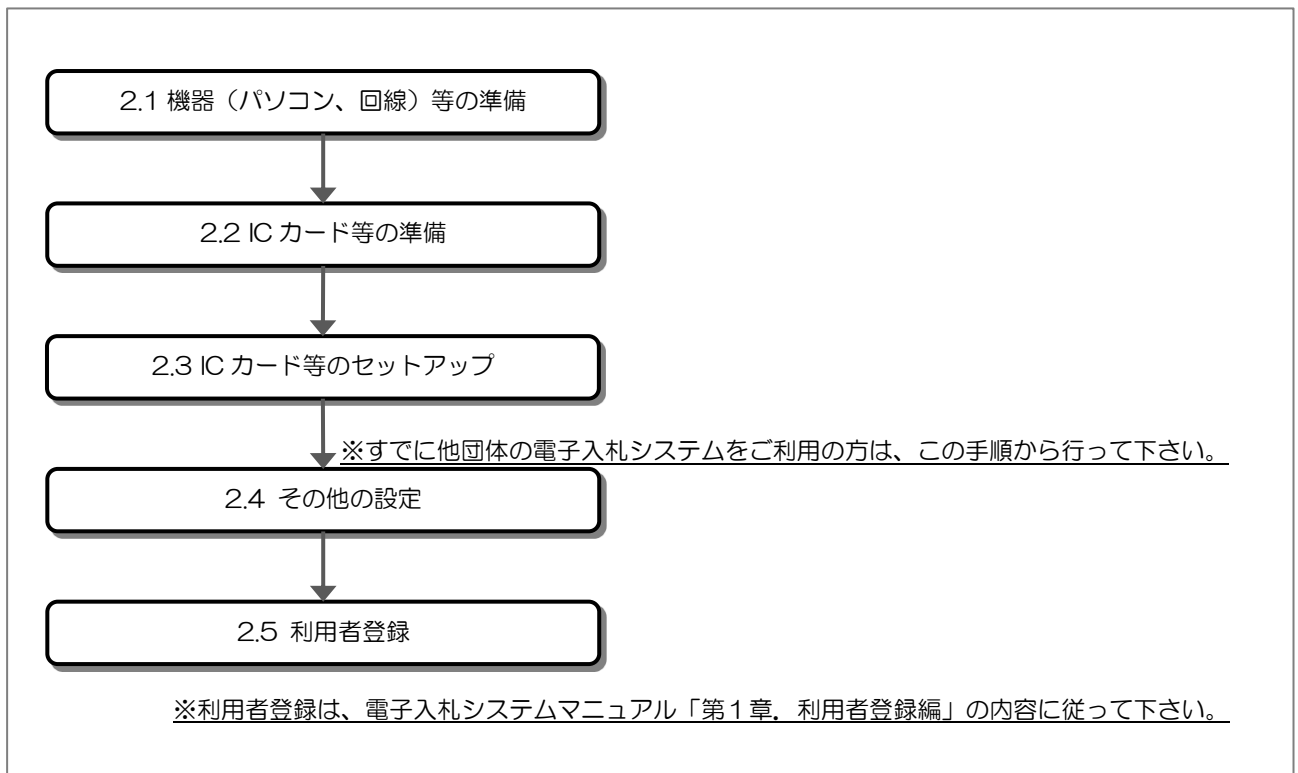 2.1 機器（パソコン、回線）等の準備
2.2 IC カード等の準備
2.3 IC カード等のセットアップ
※すでに他団体の電子入札システムをご利用の方は、この手順から行って下さい。
2.4 その他の設定
2.5 利用者登録
※利用者登録は、電子入札システムマニュアル「第１章．利用者登録編」の内容に従って下さい。